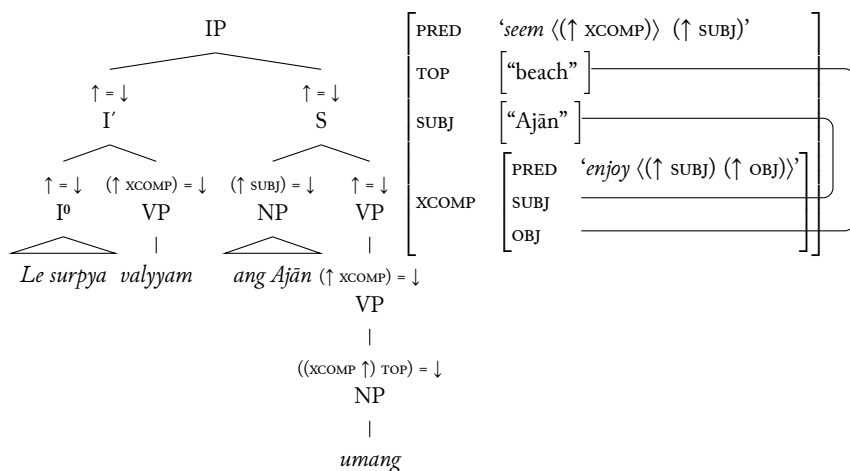 IP
↑ = ↓ ↑ = ↓
I′ S
↑ = ↓ (↑ XCOMP) = ↓ (↑ SUBJ) = ↓ ↑ = ↓
I⁰ VP NP VP
Le surpya valyyam ang Ajān (↑ XCOMP) = ↓
VP
((XCOMP ↑) TOP) = ↓
NP
umang
PRED ‘seem ⟨(↑ XCOMP)⟩ (↑ SUBJ)’
TOP [“beach”]
SUBJ [“Ajān”]
XCOMP
PRED ‘enjoy ⟨(↑ SUBJ) (↑ OBJ)⟩’
SUBJ
OBJ